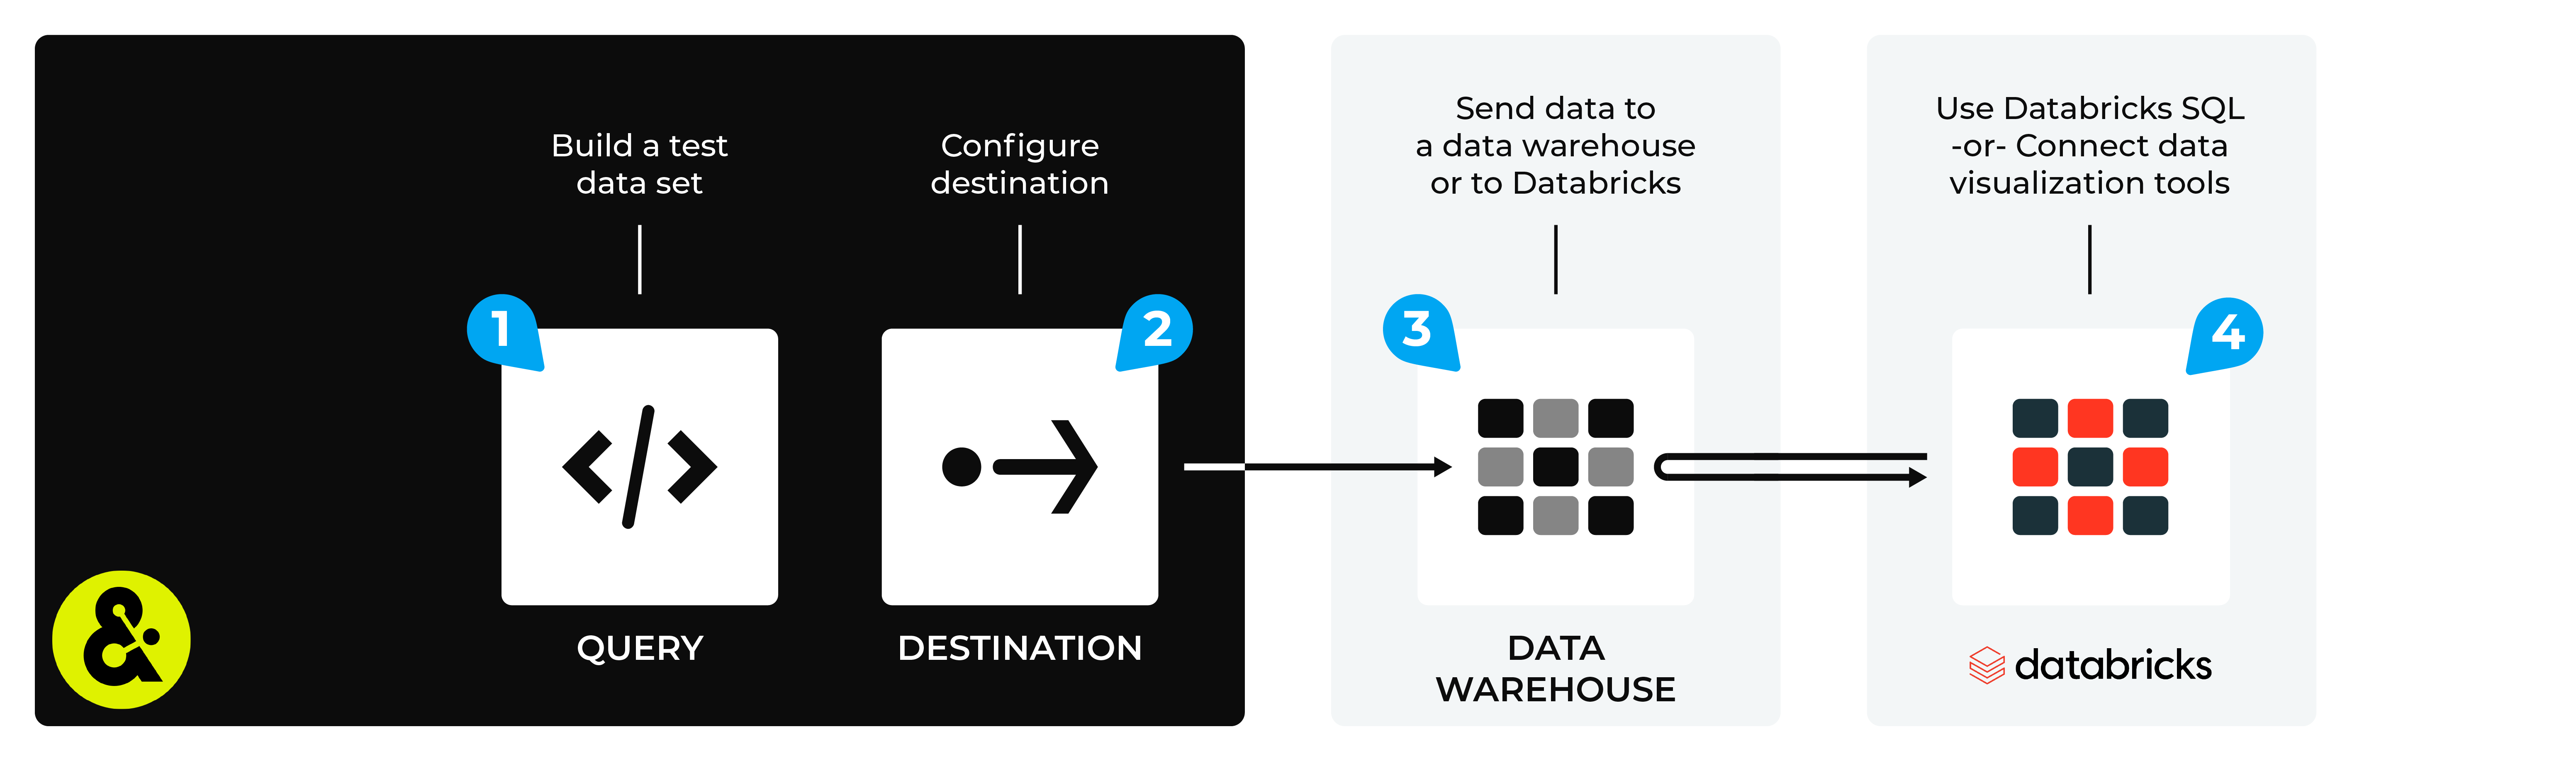 Build a test
data set
1
QUERY
Configure
destination
2
DESTINATION
Send data to
a data warehouse
or to Databricks
3
DATA
WAREHOUSE
Use Databricks SQL
-or- Connect data
visualization tools
4
databricks
&